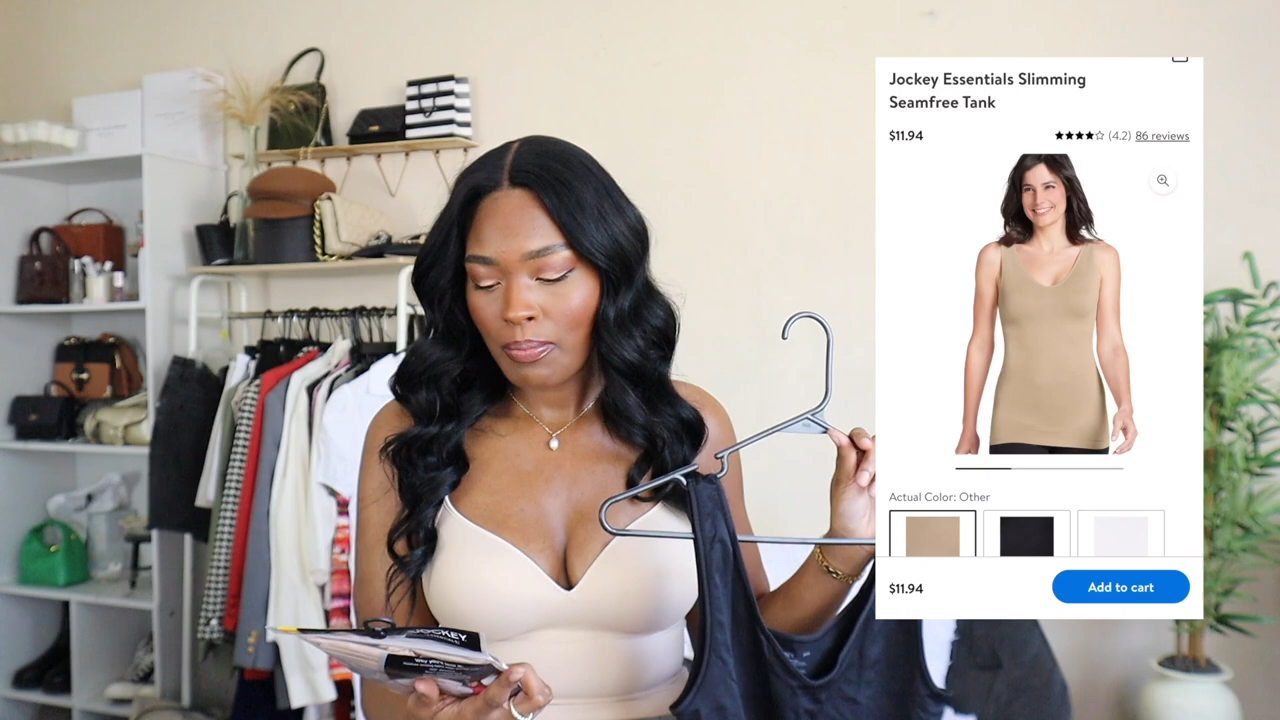 Jockey Essentials Slimming
Seamfree Tank
$11.94
(4.2) 86 reviews
Actual Color: Other
$11.94
Add to cart
JOCKEY